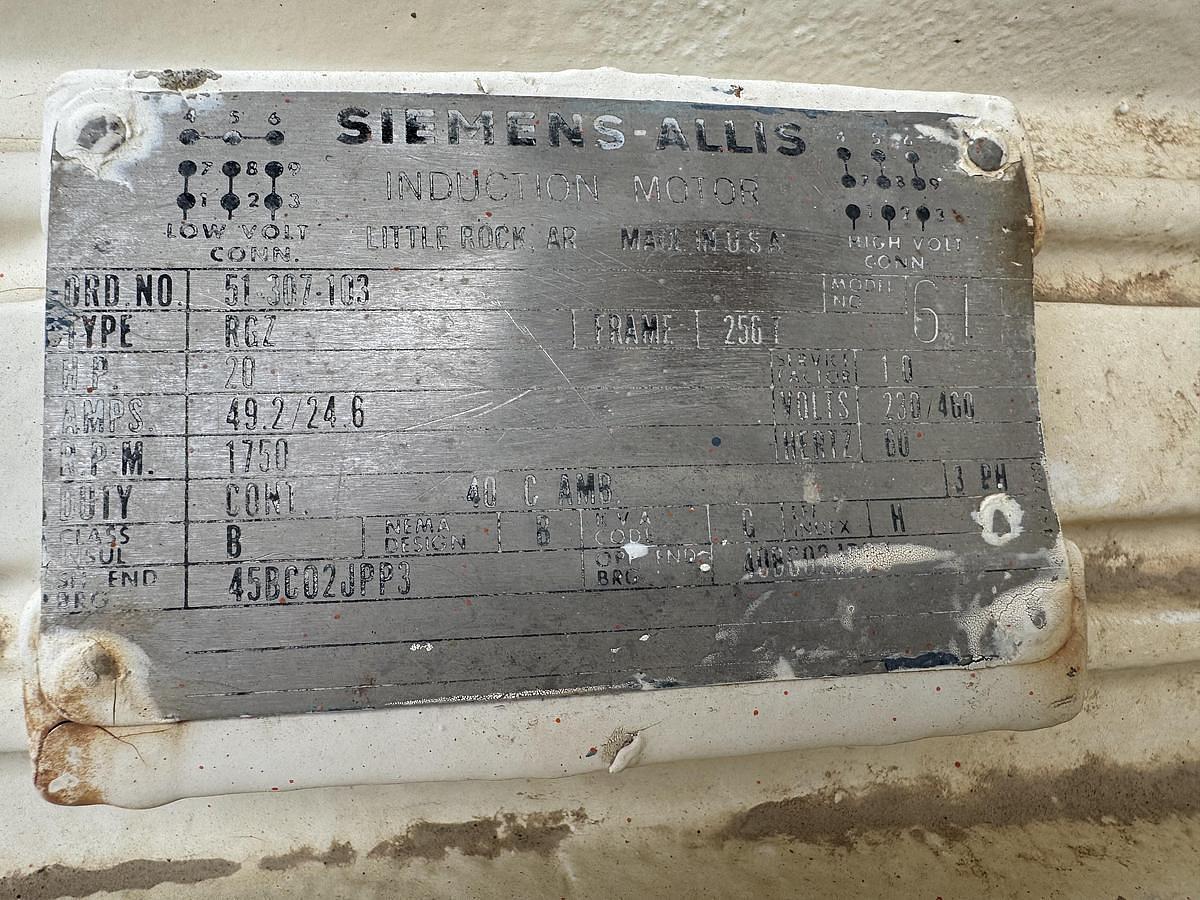 SIEMENS-ALLIS
INDUCTION MOTOR
LITTLE ROCK, AR MADE IN U.S.A.
4 5 6
7 8 9
1 2 3
LOW VOLT
CONN.
4 5 6
7 8 9
1 2 3
HIGH VOLT
CONN
ORD. NO. 51-307-103 MODEL NO. 61
TYPE RGZ FRAME 256T
H.P. 20 SERVICE FACTOR 1.0
AMPS. 49.2/24.6 VOLTS 230/460
R.P.M. 1750 HERTZ 60
DUTY CONT. 40 C AMB. 3 PH
CLASS INSUL B NEMA DESIGN B K.V.A. CODE G INDEX H
END BRG 45BC02JPP3 OPP. END BRG